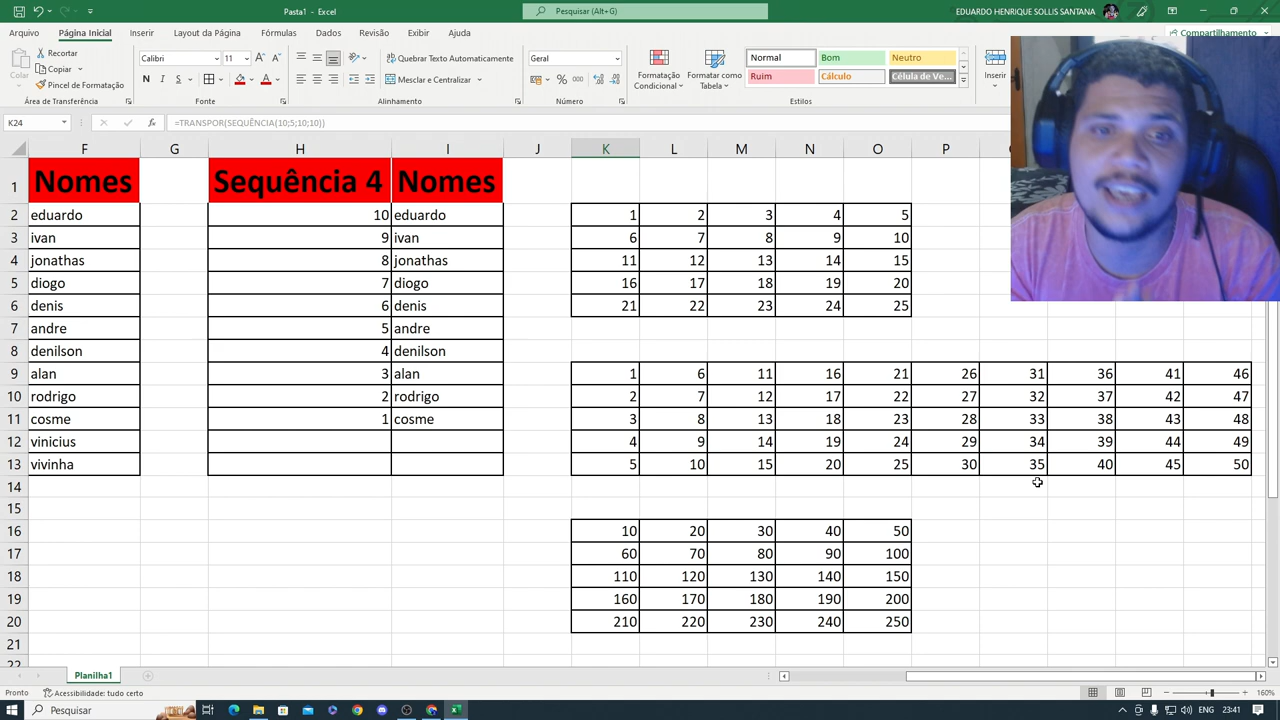 Pasta1 - Excel
Pesquisar (Alt+G)
EDUARDO HENRIQUE SOLLIS SANTANA
Arquivo Página Inicial Inserir Layout da Página Fórmulas Dados Revisão Exibir Ajuda Compartilhamento
Colar
Recortar
Copiar
Pincel de Formatação
Área de Transferência
Calibri 11
N I S
Fonte
Quebrar Texto Automaticamente
Mesclar e Centralizar
Alinhamento
Geral
Número
Formatação Condicional
Formatar como Tabela
Normal Bom Neutro
Ruim Cálculo Célula de Ve...
Estilos
Inserir
K24 fx =TRANSPOR(SEQUÊNCIA(10;5;10;10))
F G H I J K L M N O P Q R S T
1 Nomes Sequência 4 Nomes
2 eduardo 10 eduardo 1 2 3 4 5
3 ivan 9 ivan 6 7 8 9 10
4 jonathas 8 jonathas 11 12 13 14 15
5 diogo 7 diogo 16 17 18 19 20
6 denis 6 denis 21 22 23 24 25
7 andre 5 andre
8 denilson 4 denilson
9 alan 3 alan 1 6 11 16 21 26 31 36 41 46
10 rodrigo 2 rodrigo 2 7 12 17 22 27 32 37 42 47
11 cosme 1 cosme 3 8 13 18 23 28 33 38 43 48
12 vinicius 4 9 14 19 24 29 34 39 44 49
13 vivinha 5 10 15 20 25 30 35 40 45 50
14
15
16 10 20 30 40 50
17 60 70 80 90 100
18 110 120 130 140 150
19 160 170 180 190 200
20 210 220 230 240 250
21
22
Planilha1
Pronto Acessibilidade: tudo certo 160%
Pesquisar ENG 23:41